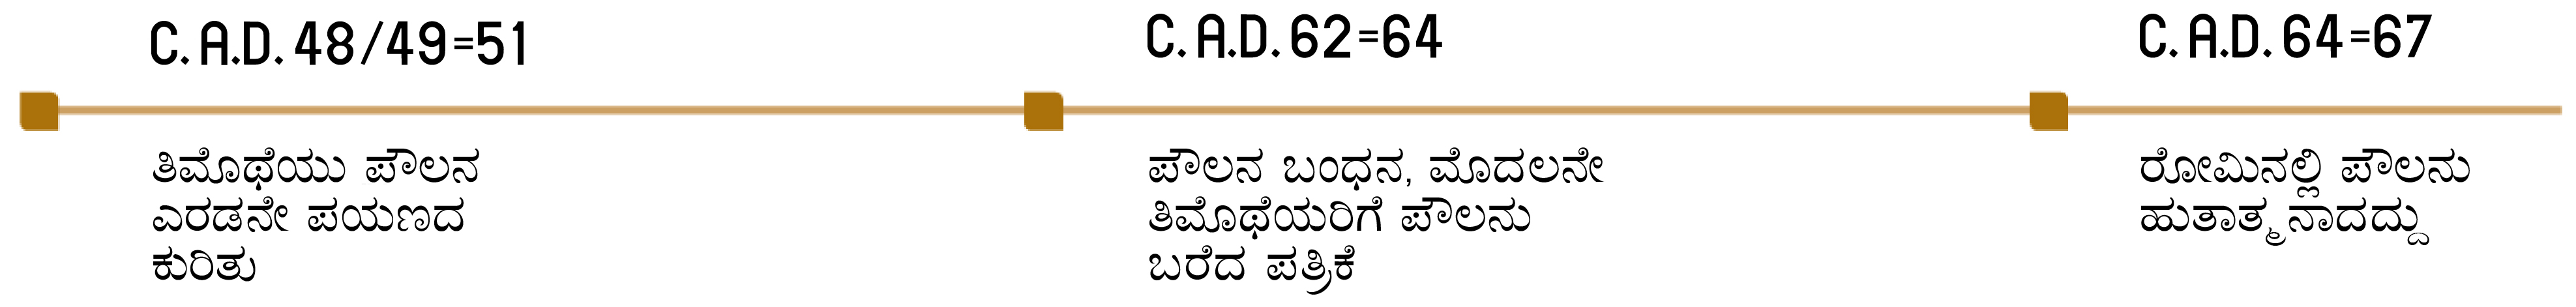 C. A.D. 48/49=51
ತಿಮೊಥೆಯು ಪೌಲನ
ಎರಡನೇ ಪಯಣದ
ಕುರಿತು
C. A.D. 62=64
ಪೌಲನ ಬಂಧನ, ಮೊದಲನೇ
ತಿಮೊಥೆಯರಿಗೆ ಪೌಲನು
ಬರೆದ ಪತ್ರಿಕೆ
C. A.D. 64=67
ರೋಮಿನಲ್ಲಿ ಪೌಲನು
ಹುತಾತ್ಮನಾದದ್ದು